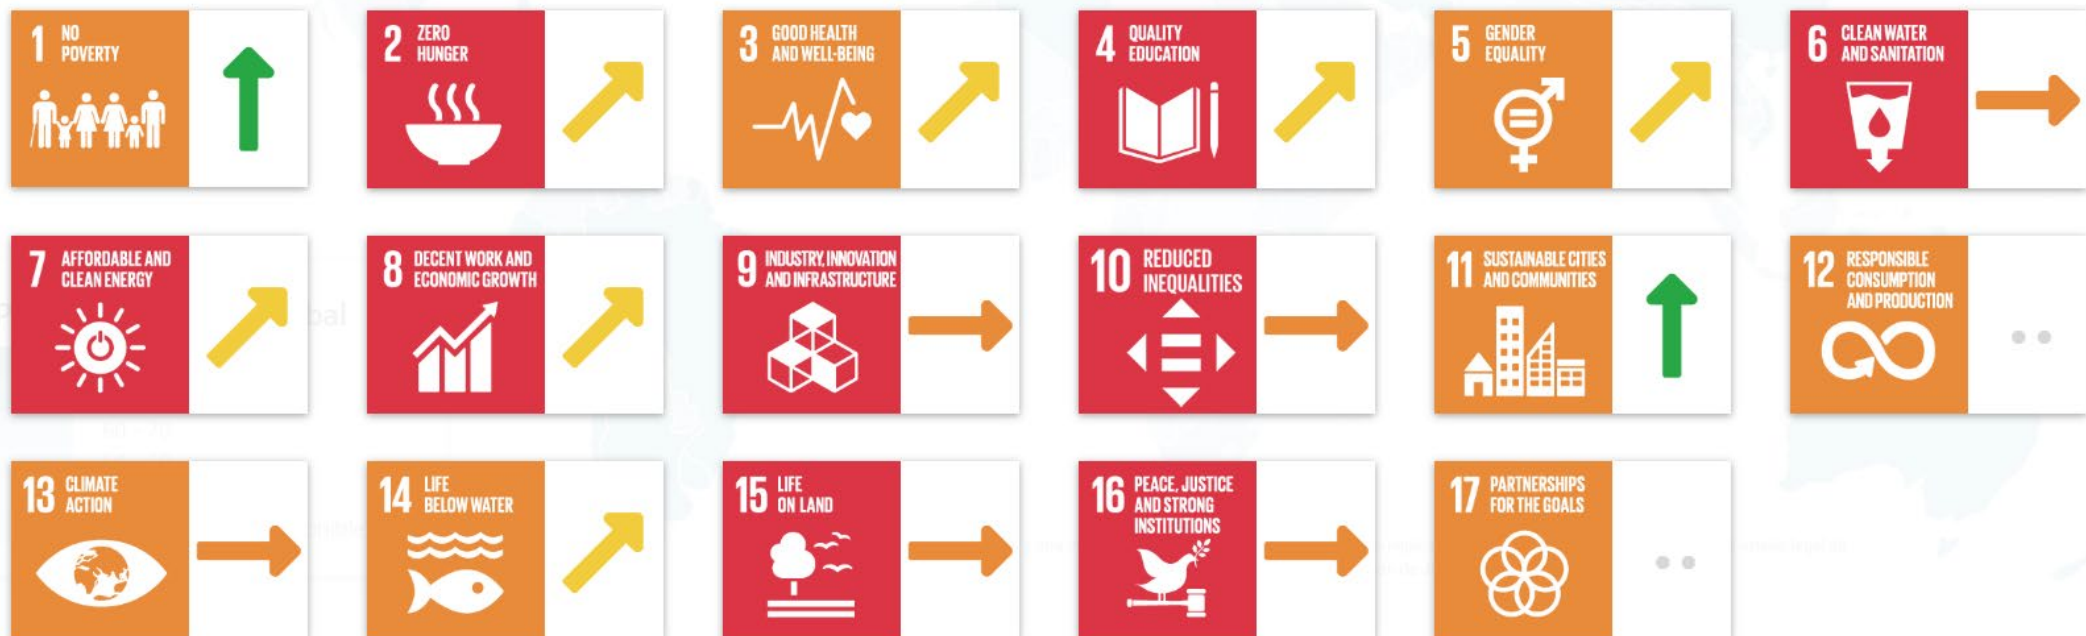 1 NO
POVERTY
2 ZERO
HUNGER
3 GOOD HEALTH
AND WELL-BEING
4 QUALITY
EDUCATION
5 GENDER
EQUALITY
6 CLEAN WATER
AND SANITATION
7 AFFORDABLE AND
CLEAN ENERGY
8 DECENT WORK AND
ECONOMIC GROWTH
9 INDUSTRY, INNOVATION
AND INFRASTRUCTURE
10 REDUCED
INEQUALITIES
11 SUSTAINABLE CITIES
AND COMMUNITIES
12 RESPONSIBLE
CONSUMPTION
AND PRODUCTION
13 CLIMATE
ACTION
14 LIFE
BELOW WATER
15 LIFE
ON LAND
16 PEACE, JUSTICE
AND STRONG
INSTITUTIONS
17 PARTNERSHIPS
FOR THE GOALS